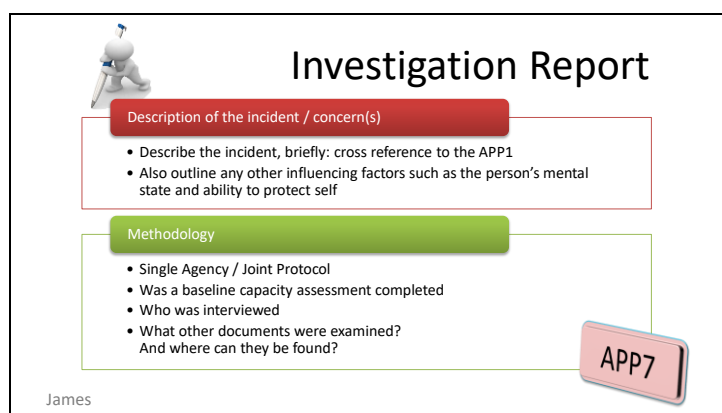 Investigation Report
Description of the incident / concern(s)
• Describe the incident, briefly: cross reference to the APP1
• Also outline any other influencing factors such as the person's mental
state and ability to protect self
Methodology
• Single Agency / Joint Protocol
• Was a baseline capacity assessment completed
• Who was interviewed
• What other documents were examined?
And where can they be found?
APP7
James